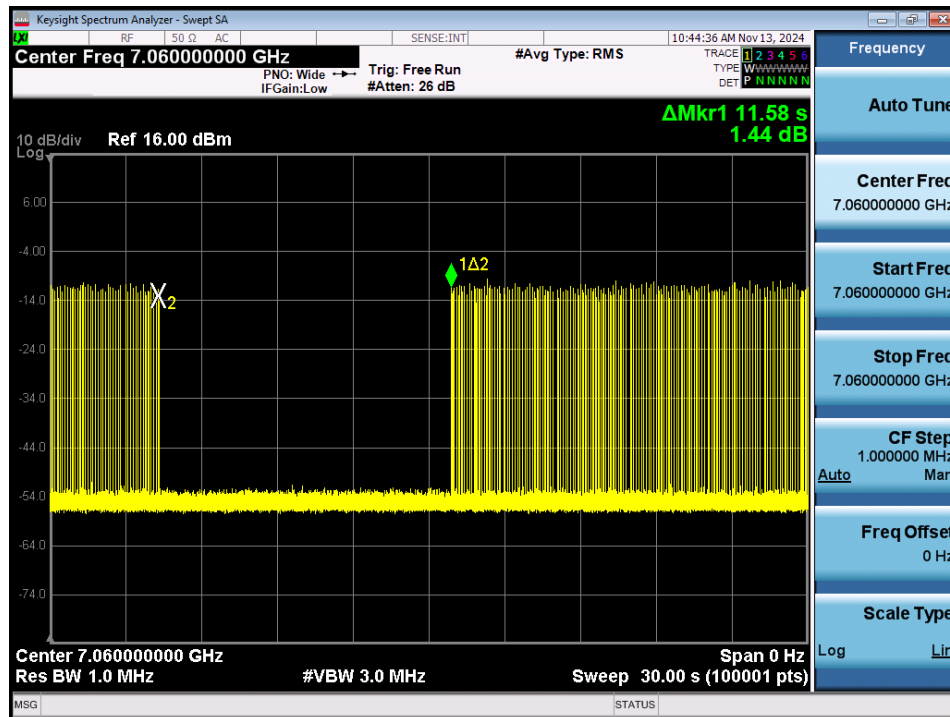 Keysight Spectrum Analyzer - Swept SA
LXI RF 50 Ω AC SENSE:INT 10:44:36 AM Nov 13, 2024
Center Freq 7.060000000 GHz
PNO: Wide
IFGain:Low
Trig: Free Run
#Atten: 26 dB
#Avg Type: RMS
TRACE 1 2 3 4 5 6
TYPE WWWWWW
DET P N N N N N
ΔMkr1 11.58 s
1.44 dB
10 dB/div Ref 16.00 dBm
Log
6.00
-4.00
-14.0
-24.0
-34.0
-44.0
-54.0
-64.0
-74.0
1Δ2
2
Center 7.060000000 GHz Span 0 Hz
Res BW 1.0 MHz #VBW 3.0 MHz Sweep 30.00 s (100001 pts)
MSG STATUS
Frequency
Auto Tune
Center Freq
7.060000000 GHz
Start Freq
7.060000000 GHz
Stop Freq
7.060000000 GHz
CF Step
1.000000 MHz
Auto Man
Freq Offset
0 Hz
Scale Type
Log Lin